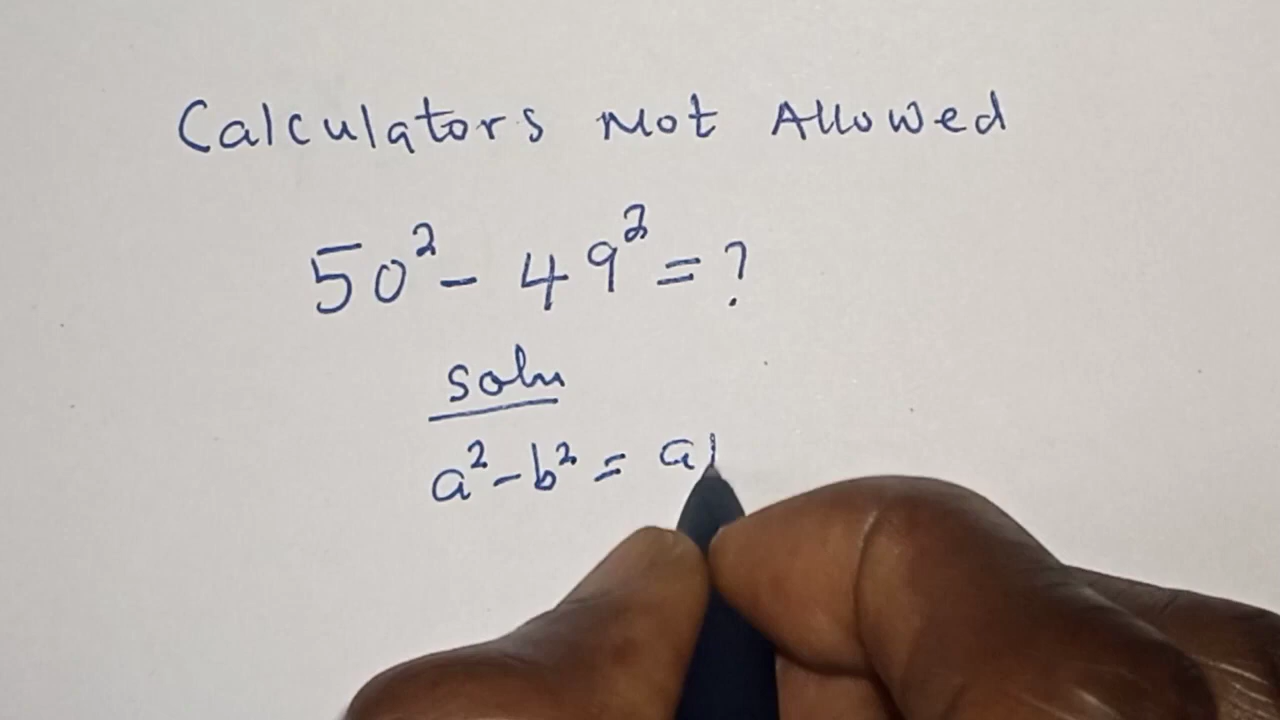 Calculators Not Allowed
50² - 49² = ?
Soln
a² - b² = a